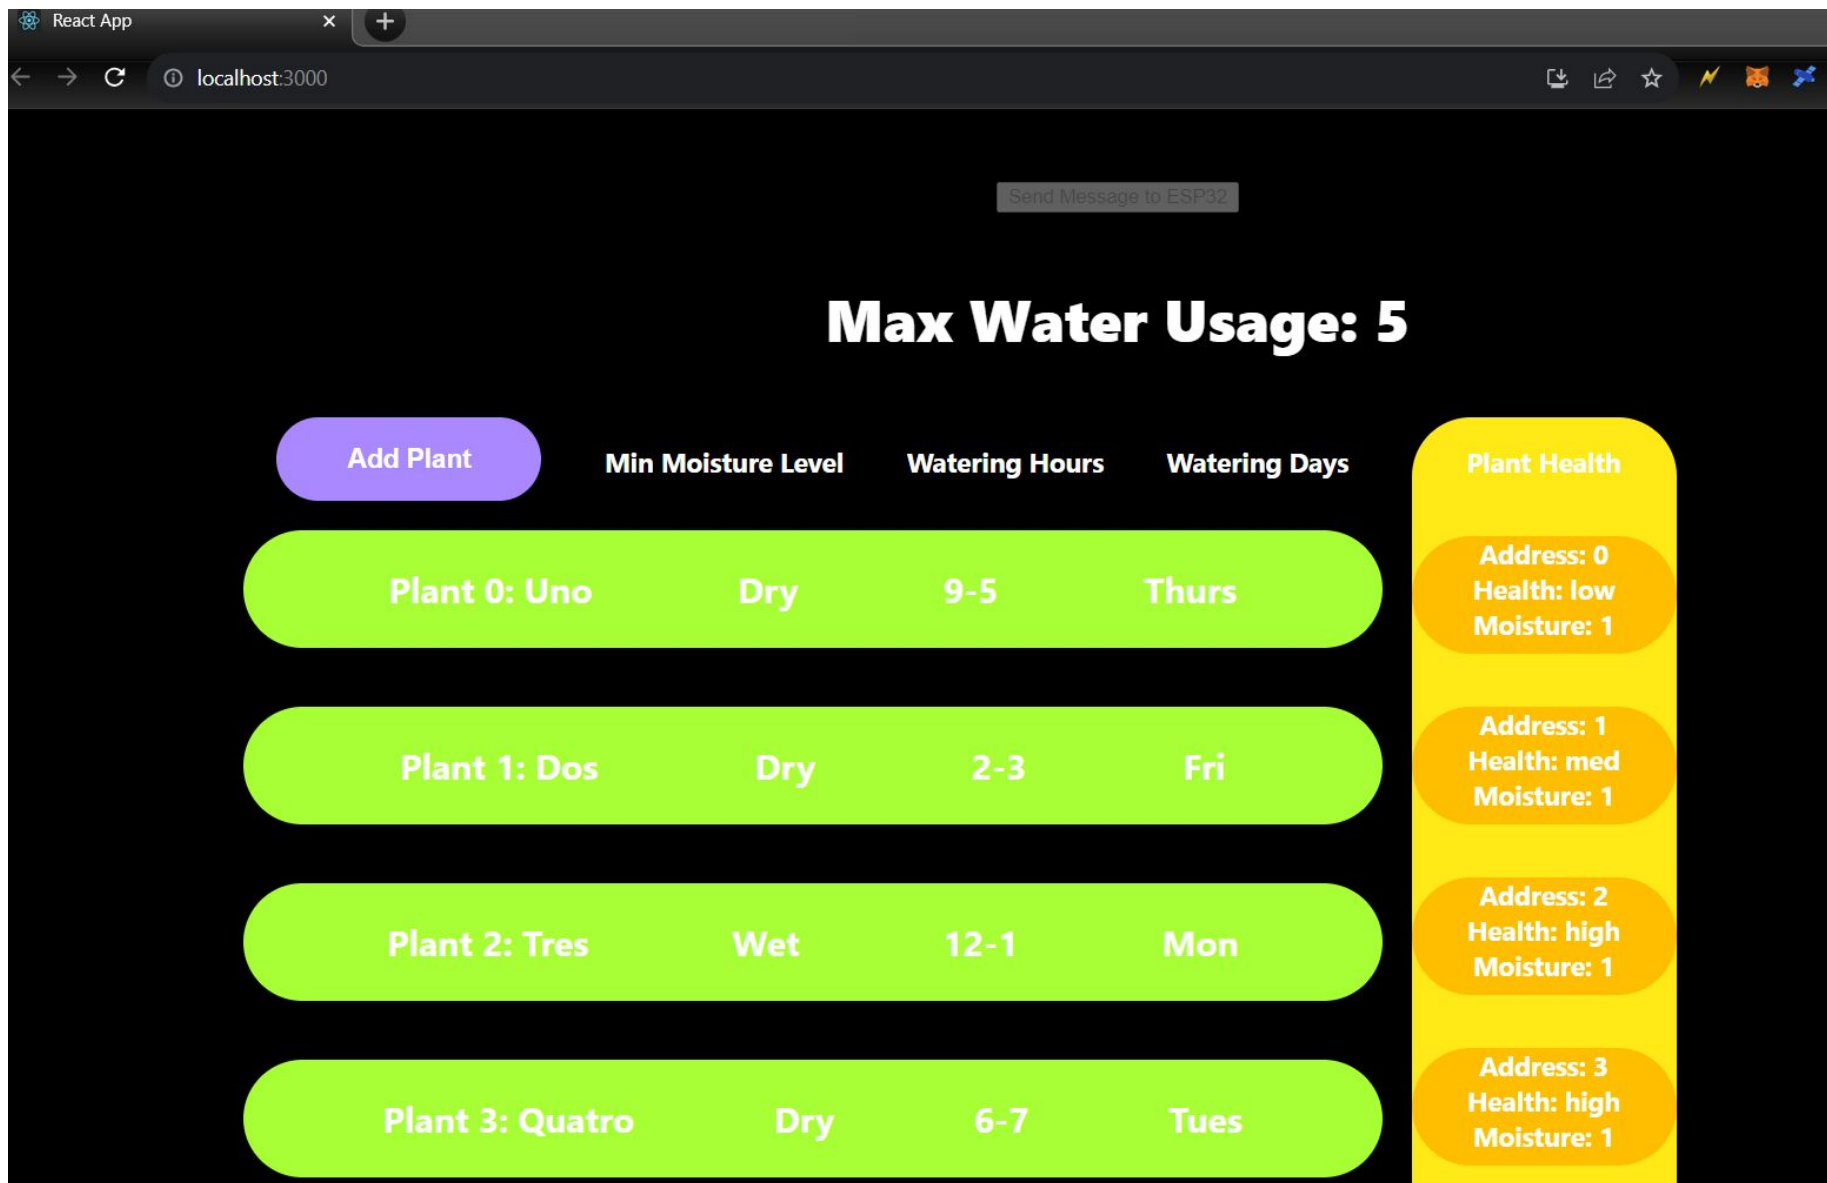 React App
localhost:3000
Send Message to ESP32
Max Water Usage: 5
Add Plant Min Moisture Level Watering Hours Watering Days Plant Health
Plant 0: Uno Dry 9-5 Thurs
Address: 0
Health: low
Moisture: 1
Plant 1: Dos Dry 2-3 Fri
Address: 1
Health: med
Moisture: 1
Plant 2: Tres Wet 12-1 Mon
Address: 2
Health: high
Moisture: 1
Plant 3: Quatro Dry 6-7 Tues
Address: 3
Health: high
Moisture: 1